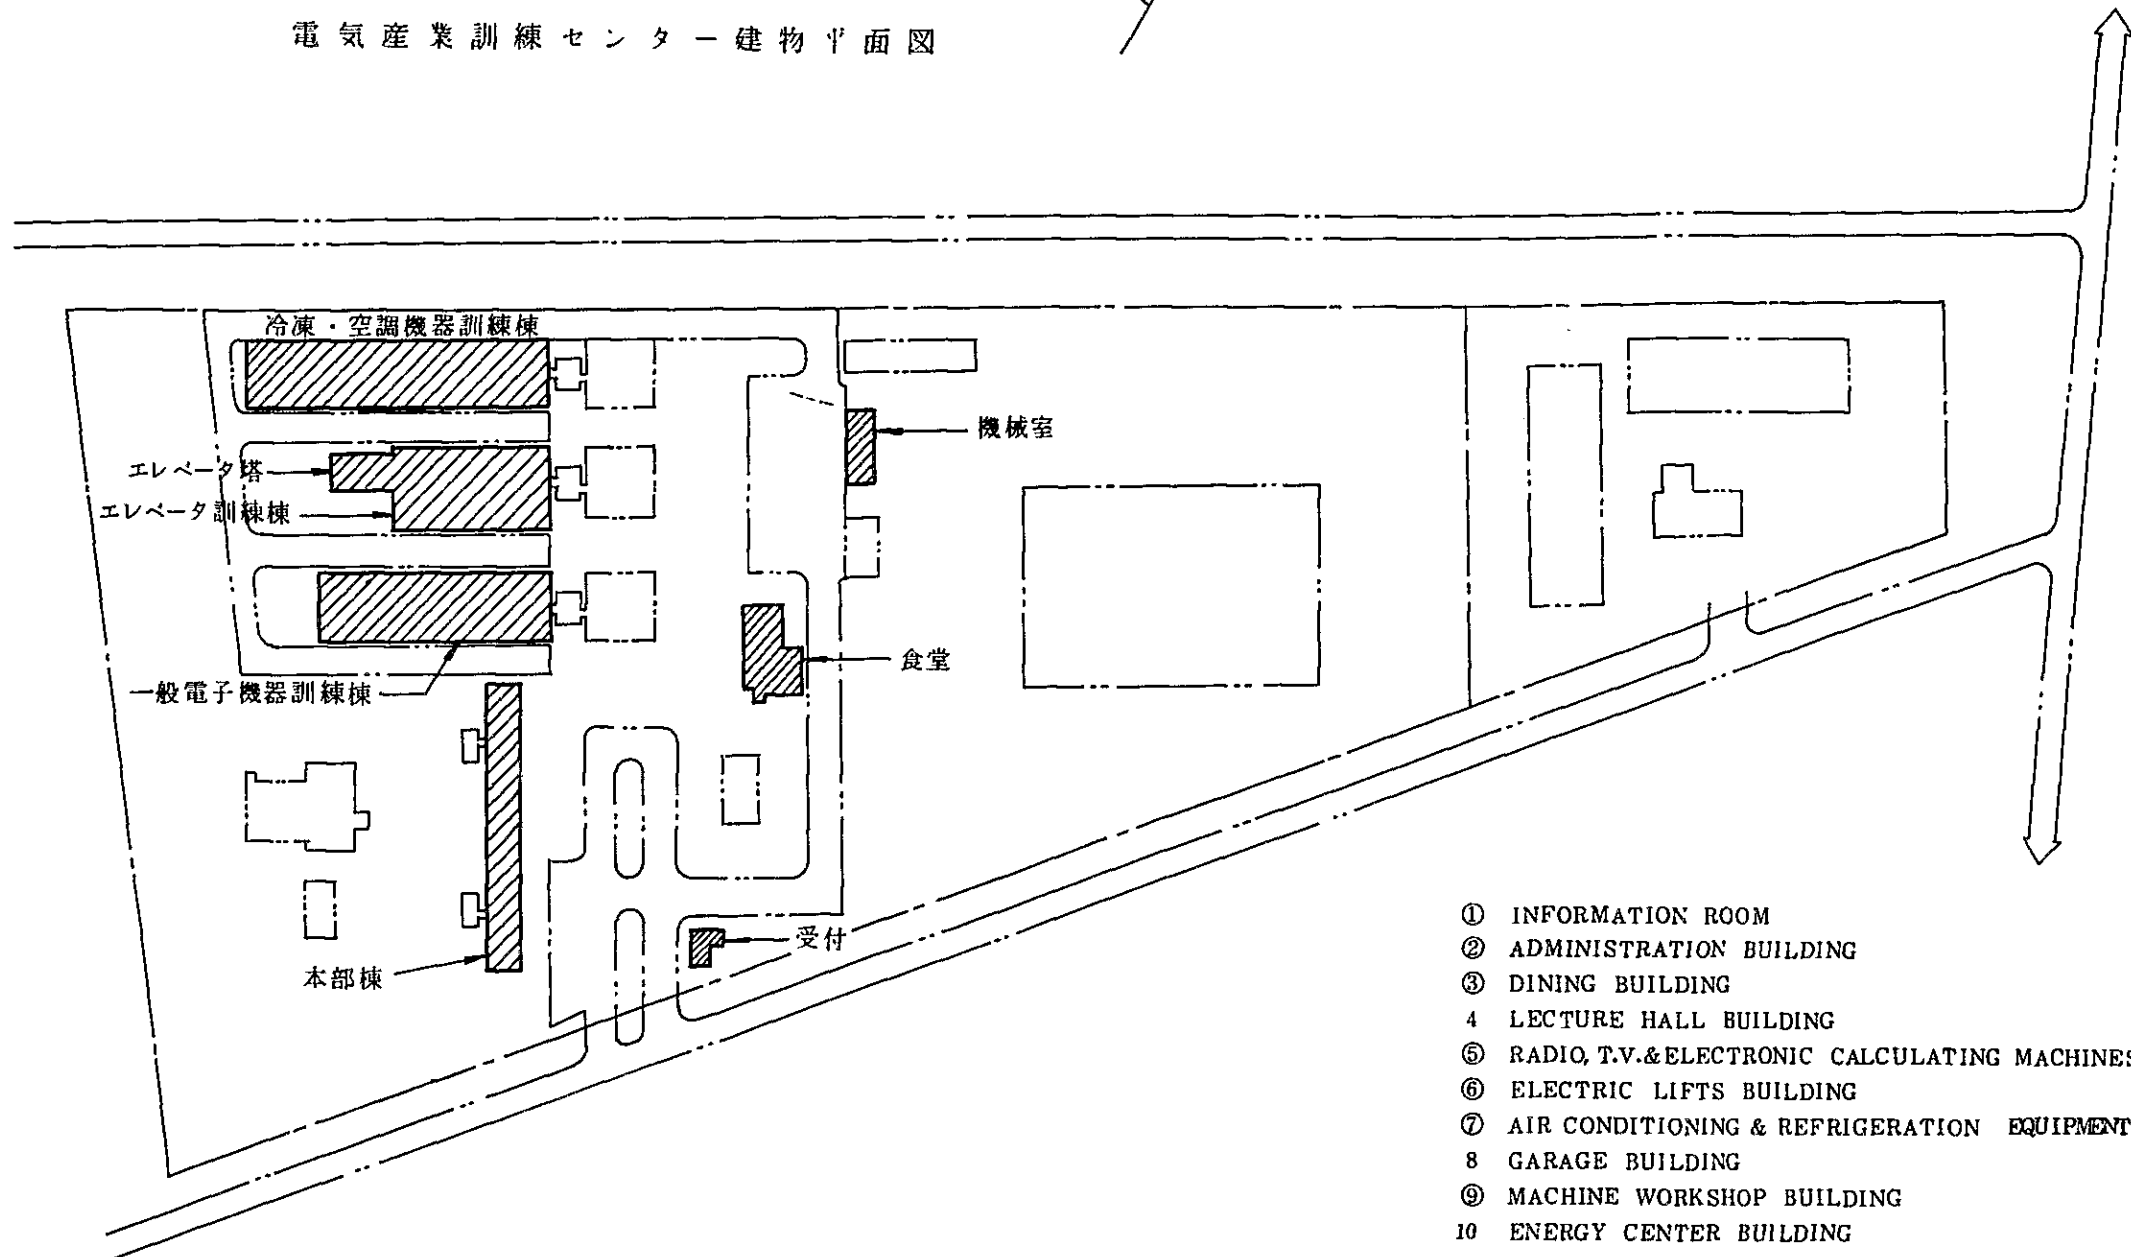 電気産業訓練センター建物平面図
冷凍・空調機器訓練棟
機械室
エレベータ塔
エレベータ訓練棟
食堂
一般電子機器訓練棟
受付
本部棟
① INFORMATION ROOM
② ADMINISTRATION BUILDING
③ DINING BUILDING
4 LECTURE HALL BUILDING
⑤ RADIO, T.V.&ELECTRONIC CALCULATING MACHINES
⑥ ELECTRIC LIFTS BUILDING
⑦ AIR CONDITIONING & REFRIGERATION EQUIPMENT
8 GARAGE BUILDING
⑨ MACHINE WORKSHOP BUILDING
10 ENERGY CENTER BUILDING